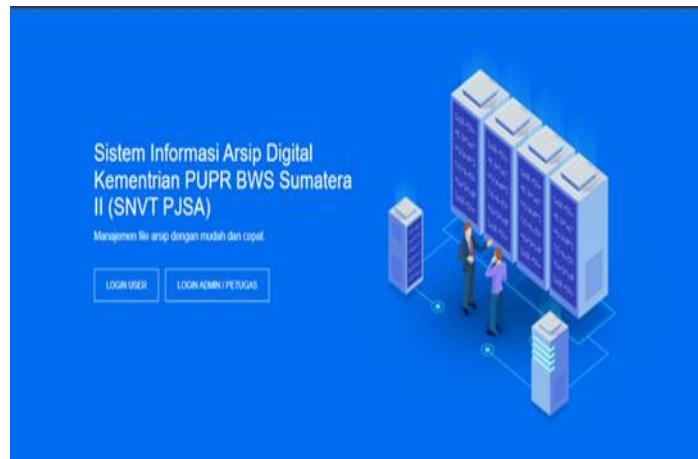 Sistem Informasi Arsip Digital
Kementrian PUPR BWS Sumatera
II (SNVT PJSA)
Manajemen file arsip dengan mudah dan cepat.
LOGIN USER
LOGIN ADMIN / PETUGAS